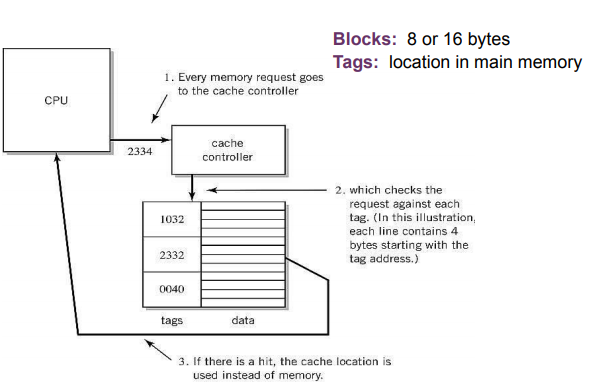 Blocks: 8 or 16 bytes
Tags: location in main memory
1. Every memory request goes
to the cache controller
CPU
2334
cache
controller
2. which checks the
request against each
tag. (In this illustration,
each line contains 4
bytes starting with the
tag address.)
1032
2332
0040
tags data
3. If there is a hit, the cache location is
used instead of memory.